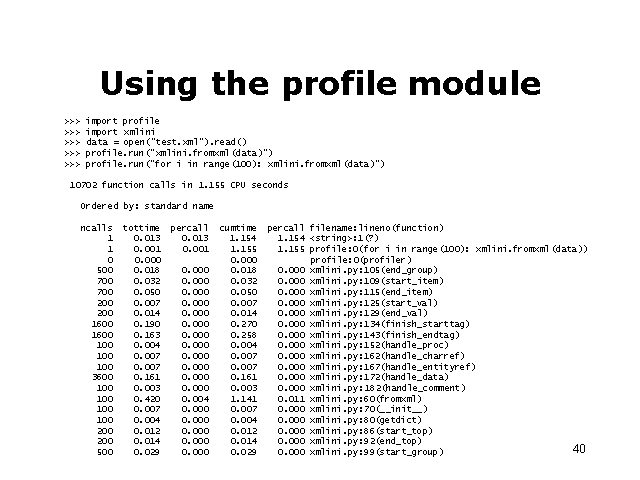 Using the profile module
>>> import profile
>>> import xmlini
>>> data = open("test.xml").read()
>>> profile.run("xmlini.fromxml(data)")
>>> profile.run("for i in range(100): xmlini.fromxml(data)")
10702 function calls in 1.155 CPU seconds
Ordered by: standard name
ncalls tottime percall cumtime percall filename:lineno(function)
1 0.013 0.013 1.154 1.154 <string>:1(?)
1 0.001 0.001 1.155 1.155 profile:0(for i in range(100): xmlini.fromxml(data))
0 0.000 0.000 profile:0(profiler)
500 0.018 0.000 0.018 0.000 xmlini.py:105(end_group)
700 0.032 0.000 0.032 0.000 xmlini.py:109(start_item)
700 0.050 0.000 0.050 0.000 xmlini.py:115(end_item)
200 0.007 0.000 0.007 0.000 xmlini.py:125(start_val)
200 0.014 0.000 0.014 0.000 xmlini.py:129(end_val)
1600 0.190 0.000 0.270 0.000 xmlini.py:134(finish_starttag)
1600 0.163 0.000 0.258 0.000 xmlini.py:143(finish_endtag)
100 0.004 0.000 0.004 0.000 xmlini.py:152(handle_proc)
100 0.007 0.000 0.007 0.000 xmlini.py:162(handle_charref)
100 0.007 0.000 0.007 0.000 xmlini.py:167(handle_entityref)
3600 0.161 0.000 0.161 0.000 xmlini.py:172(handle_data)
100 0.003 0.000 0.003 0.000 xmlini.py:182(handle_comment)
100 0.420 0.004 1.141 0.011 xmlini.py:60(fromxml)
100 0.007 0.000 0.007 0.000 xmlini.py:70(__init__)
100 0.004 0.000 0.004 0.000 xmlini.py:80(getdict)
200 0.012 0.000 0.012 0.000 xmlini.py:86(start_top)
200 0.014 0.000 0.014 0.000 xmlini.py:92(end_top)
500 0.029 0.000 0.029 0.000 xmlini.py:99(start_group)
40